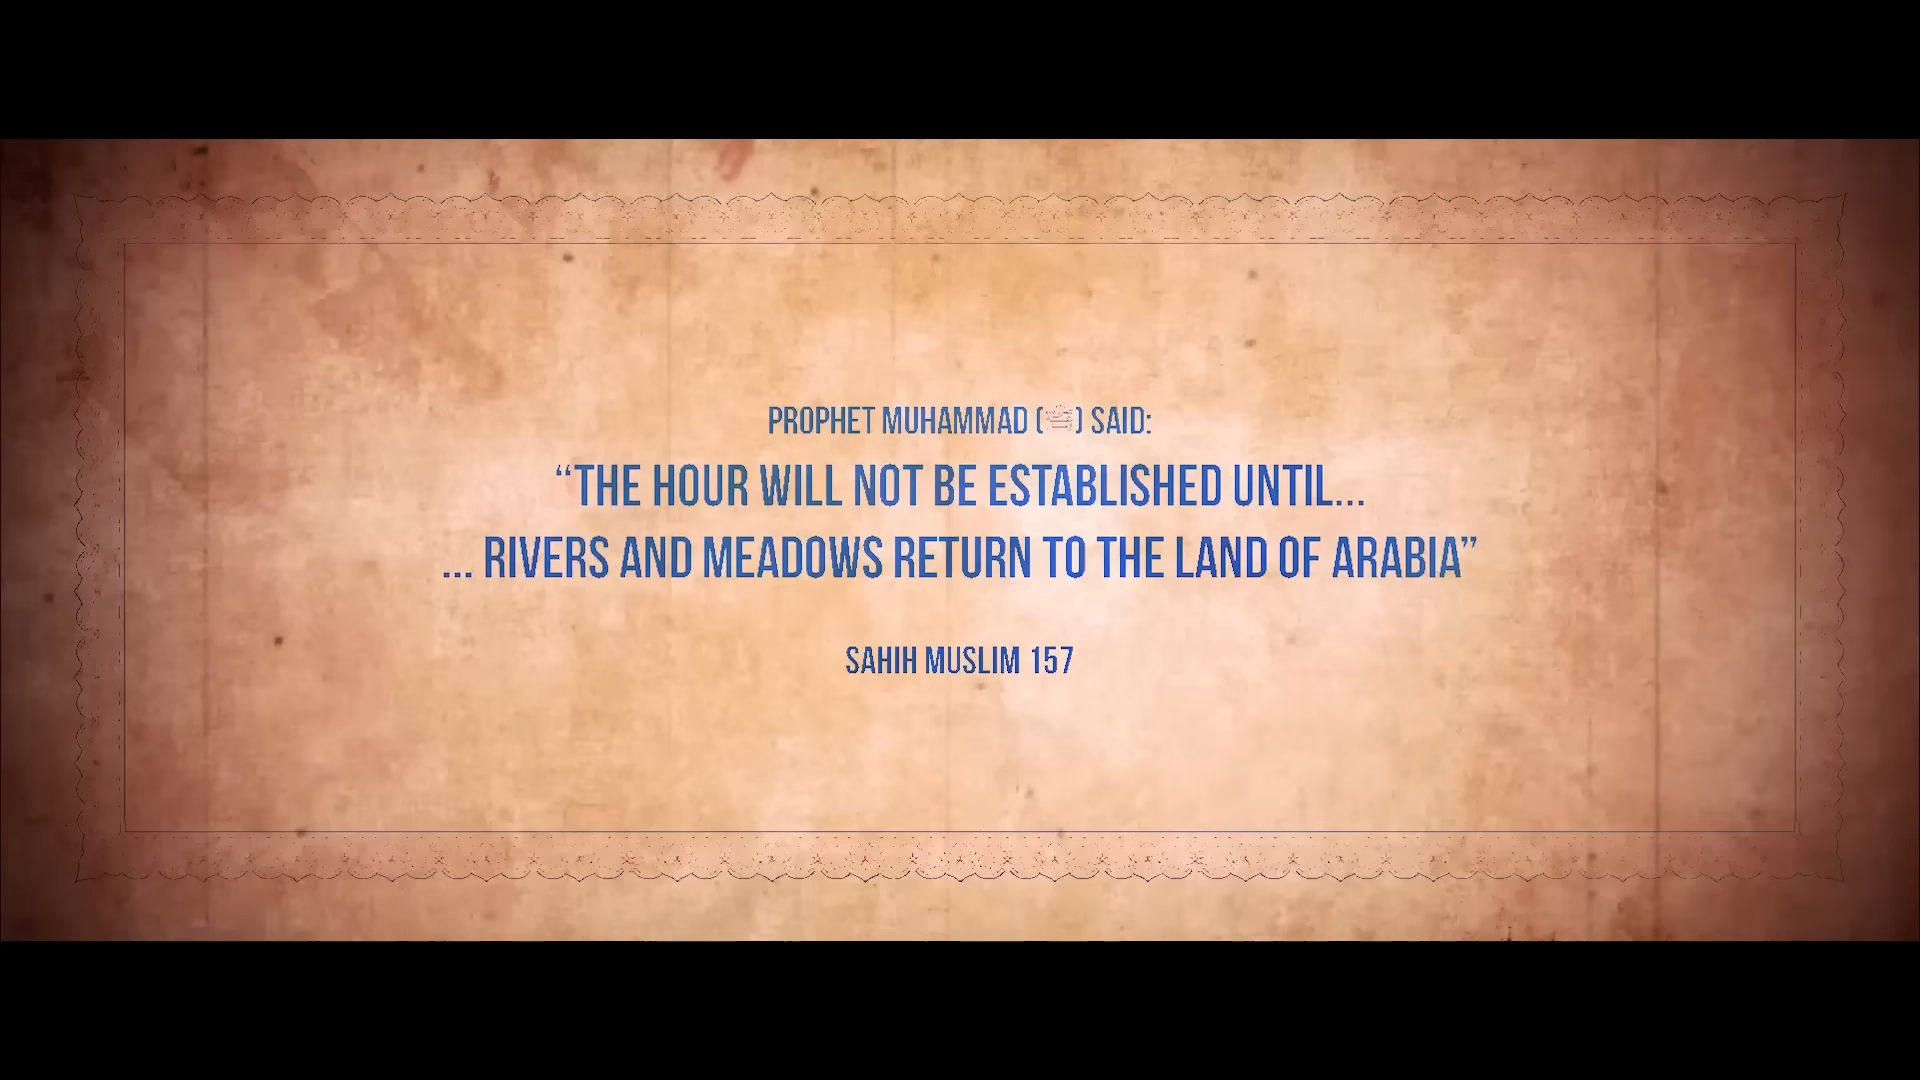 PROPHET MUHAMMAD (ﷺ) SAID:
“THE HOUR WILL NOT BE ESTABLISHED UNTIL...
... RIVERS AND MEADOWS RETURN TO THE LAND OF ARABIA”
SAHIH MUSLIM 157